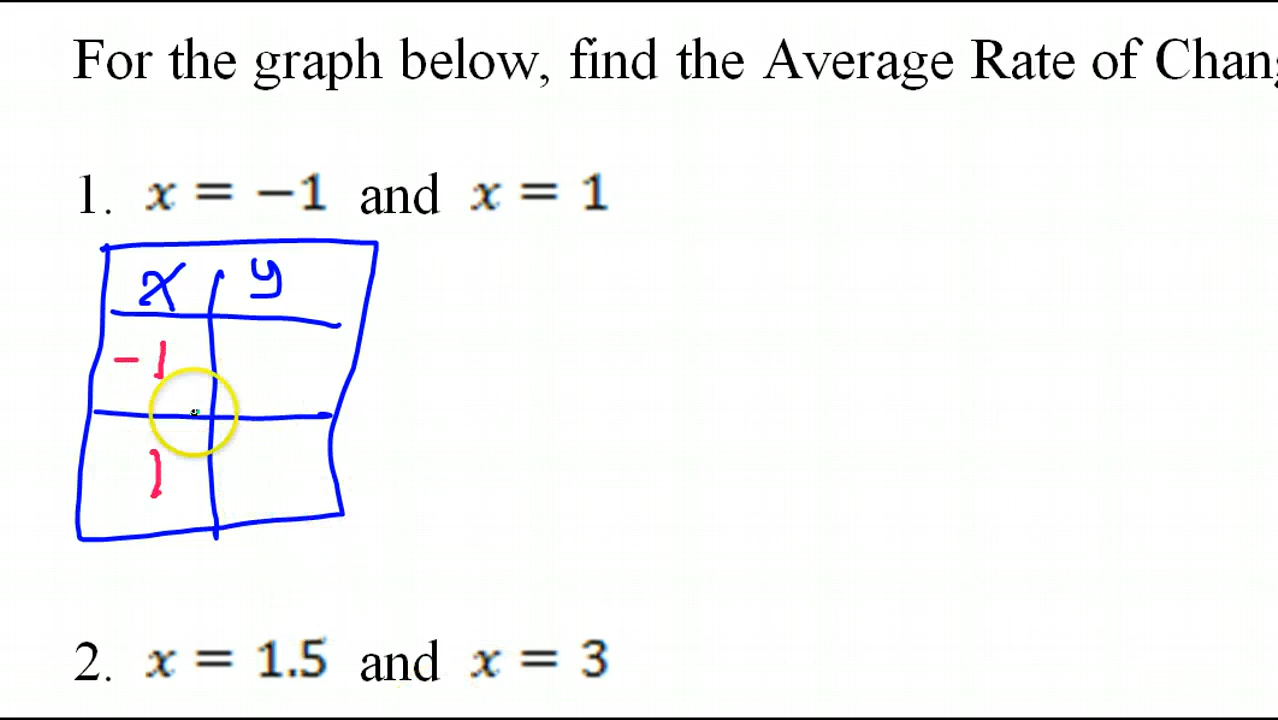 For the graph below, find the Average Rate of Chan
1. x = −1 and x = 1
x y
-1
1
2. x = 1.5 and x = 3